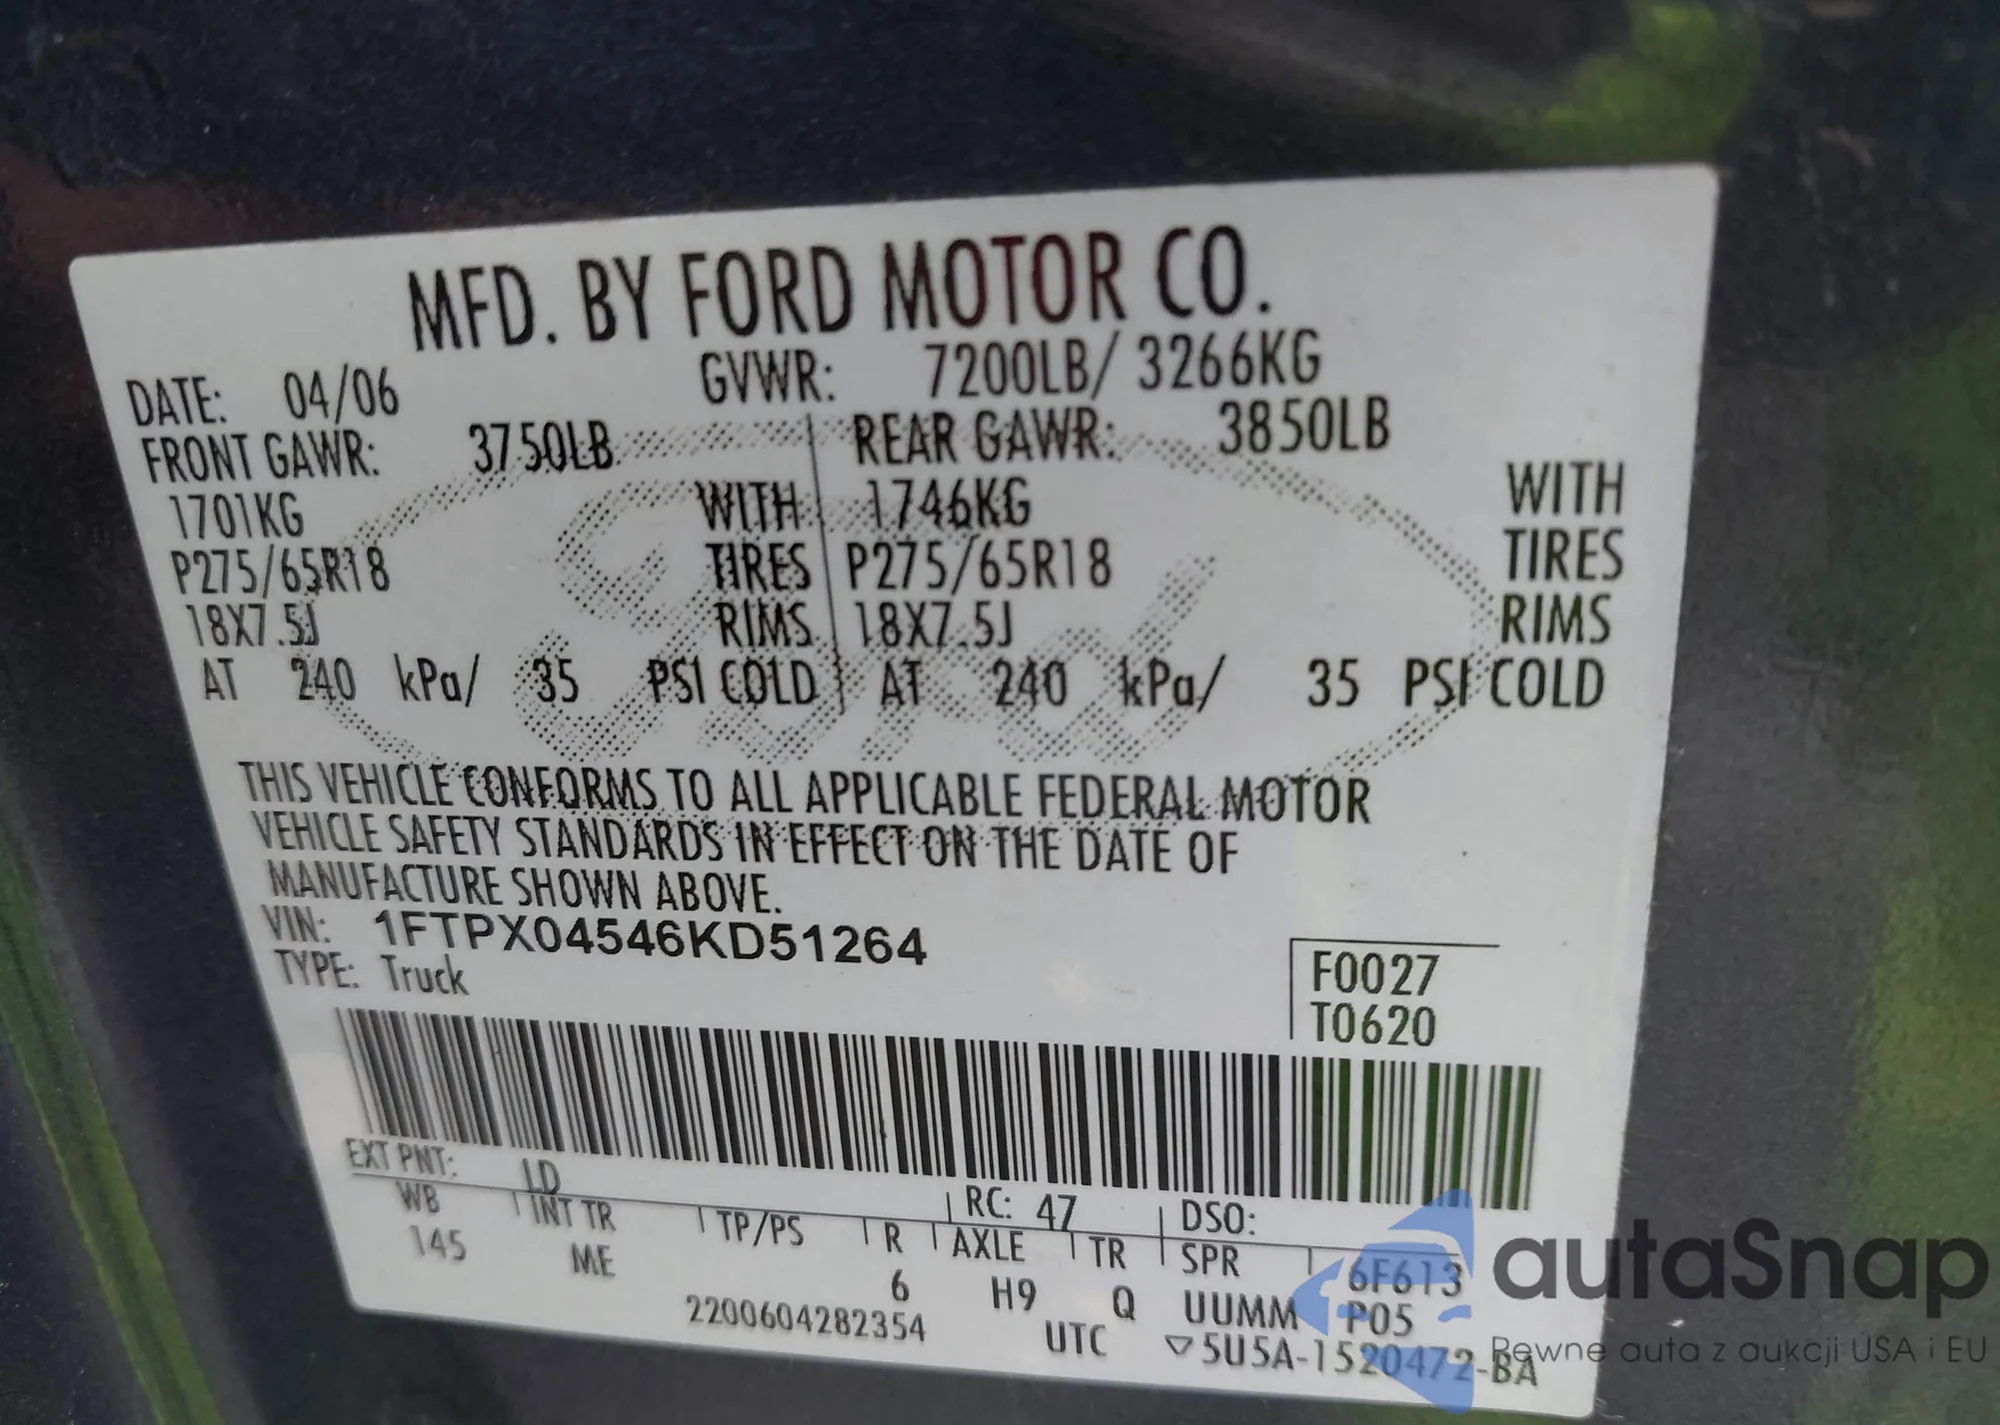 MFD. BY FORD MOTOR CO.
DATE: 04/06 GVWR: 7200LB/ 3266KG
FRONT GAWR: 3750LB REAR GAWR: 3850LB
1701KG WITH 1746KG WITH
P275/65R18 TIRES P275/65R18 TIRES
18X7.5J RIMS 18X7.5J RIMS
AT 240 kPa/ 35 PSI COLD AT 240 kPa/ 35 PSI COLD
Ford
THIS VEHICLE CONFORMS TO ALL APPLICABLE FEDERAL MOTOR
VEHICLE SAFETY STANDARDS IN EFFECT ON THE DATE OF
MANUFACTURE SHOWN ABOVE.
VIN: 1FTPX04546KD51264
TYPE: Truck
F0027
T0620
EXT PNT: LD RC: 47 DSO:
WB INT TR TP/PS R AXLE TR SPR 6F613
145 ME 6 H9 Q UUMM P05
2200604282354 UTC ▽5U5A-1520472-BA
autaSnap
Pewne auta z aukcji USA i EU